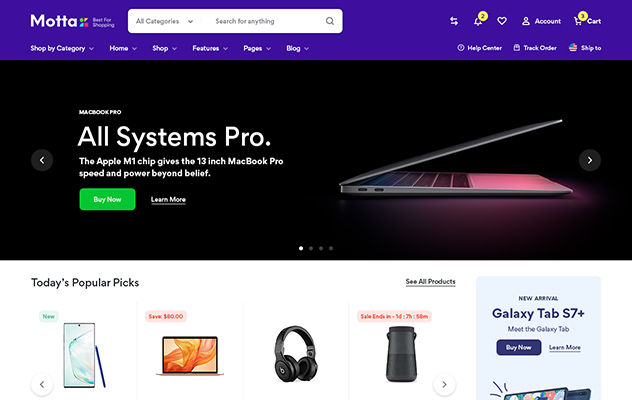 Motta
Best For
Shopping
All Categories
Search for anything
2
Account
3
Cart
Shop by Category
Home
Shop
Features
Pages
Blog
Help Center
Track Order
Ship to
MACBOOK PRO
All Systems Pro.
The Apple M1 chip gives the 13 inch MacBook Pro
speed and power beyond belief.
Buy Now
Learn More
Today's Popular Picks
See All Products
New
Save: $80.00
Sale Ends in - 1d : 7h : 58m
NEW ARRIVAL
Galaxy Tab S7+
Meet the Galaxy Tab
Buy Now
Learn More